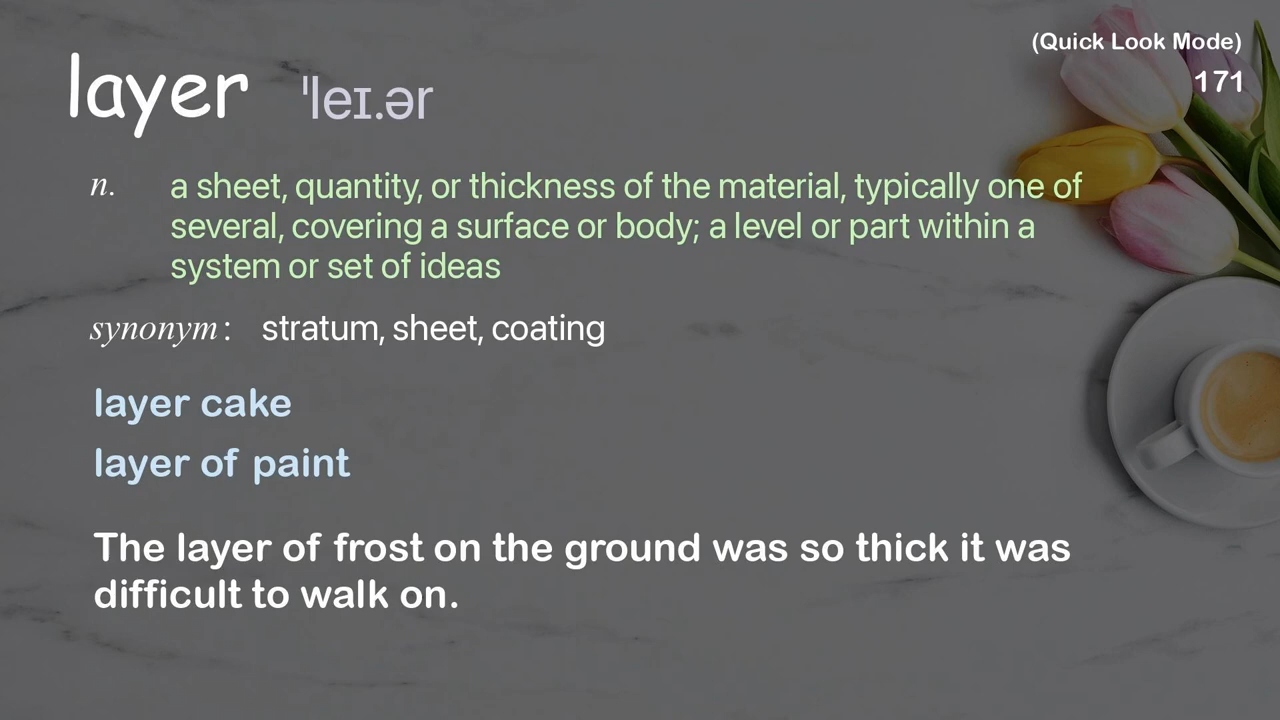 (Quick Look Mode)
171
layer ˈleɪ.ər
n. a sheet, quantity, or thickness of the material, typically one of
several, covering a surface or body; a level or part within a
system or set of ideas
synonym: stratum, sheet, coating
layer cake
layer of paint
The layer of frost on the ground was so thick it was
difficult to walk on.